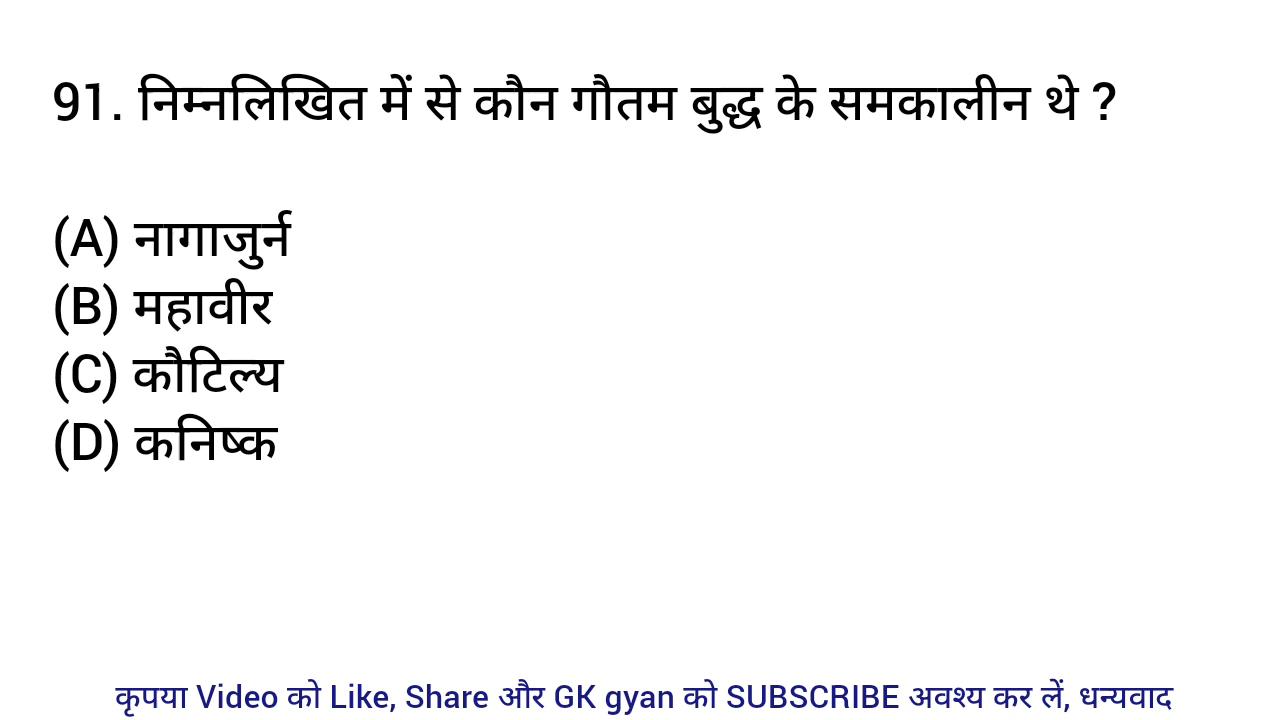 91. निम्नलिखित में से कौन गौतम बुद्ध के समकालीन थे ?
(A) नागाजुर्न
(B) महावीर
(C) कौटिल्य
(D) कनिष्क
कृपया Video को Like, Share और GK gyan को SUBSCRIBE अवश्य कर लें, धन्यवाद